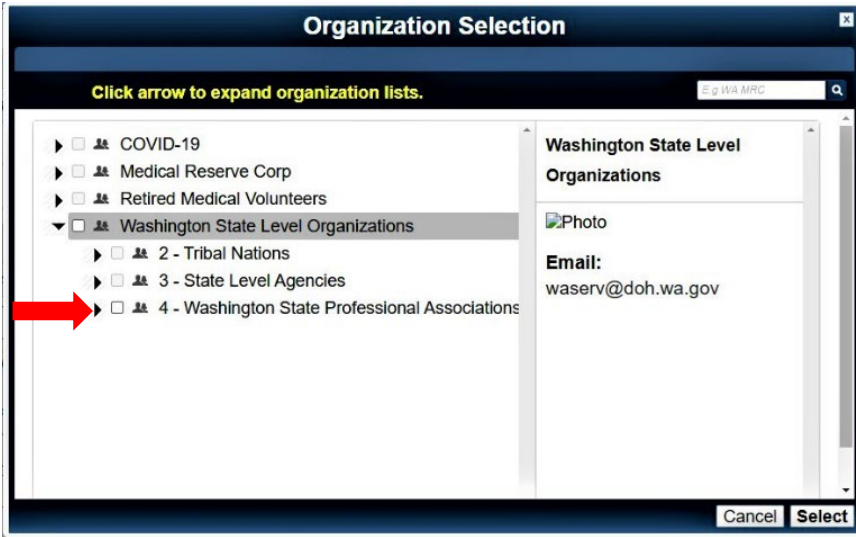 Organization Selection
x
Click arrow to expand organization lists.
E.g WA MRC
COVID-19
Medical Reserve Corp
Retired Medical Volunteers
Washington State Level Organizations
2 - Tribal Nations
3 - State Level Agencies
4 - Washington State Professional Associations
Washington State Level
Organizations
Photo
Email:
waserv@doh.wa.gov
Cancel
Select